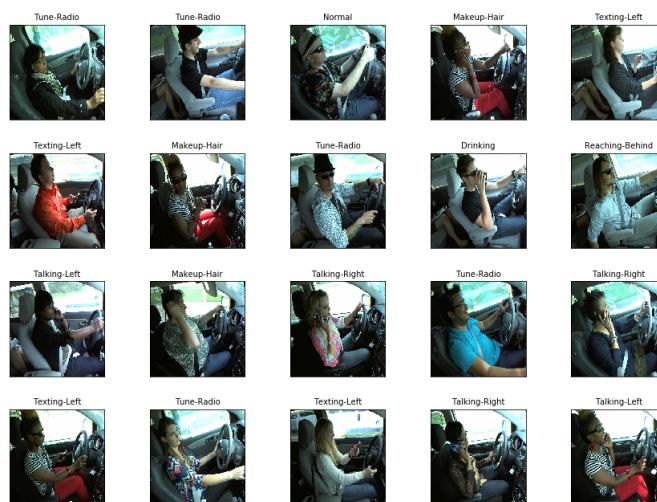 Tune-Radio Tune-Radio Normal Makeup-Hair Texting-Left
Texting-Left Makeup-Hair Tune-Radio Drinking Reaching-Behind
Talking-Left Makeup-Hair Talking-Right Tune-Radio Talking-Right
Texting-Left Tune-Radio Texting-Left Talking-Right Talking-Left